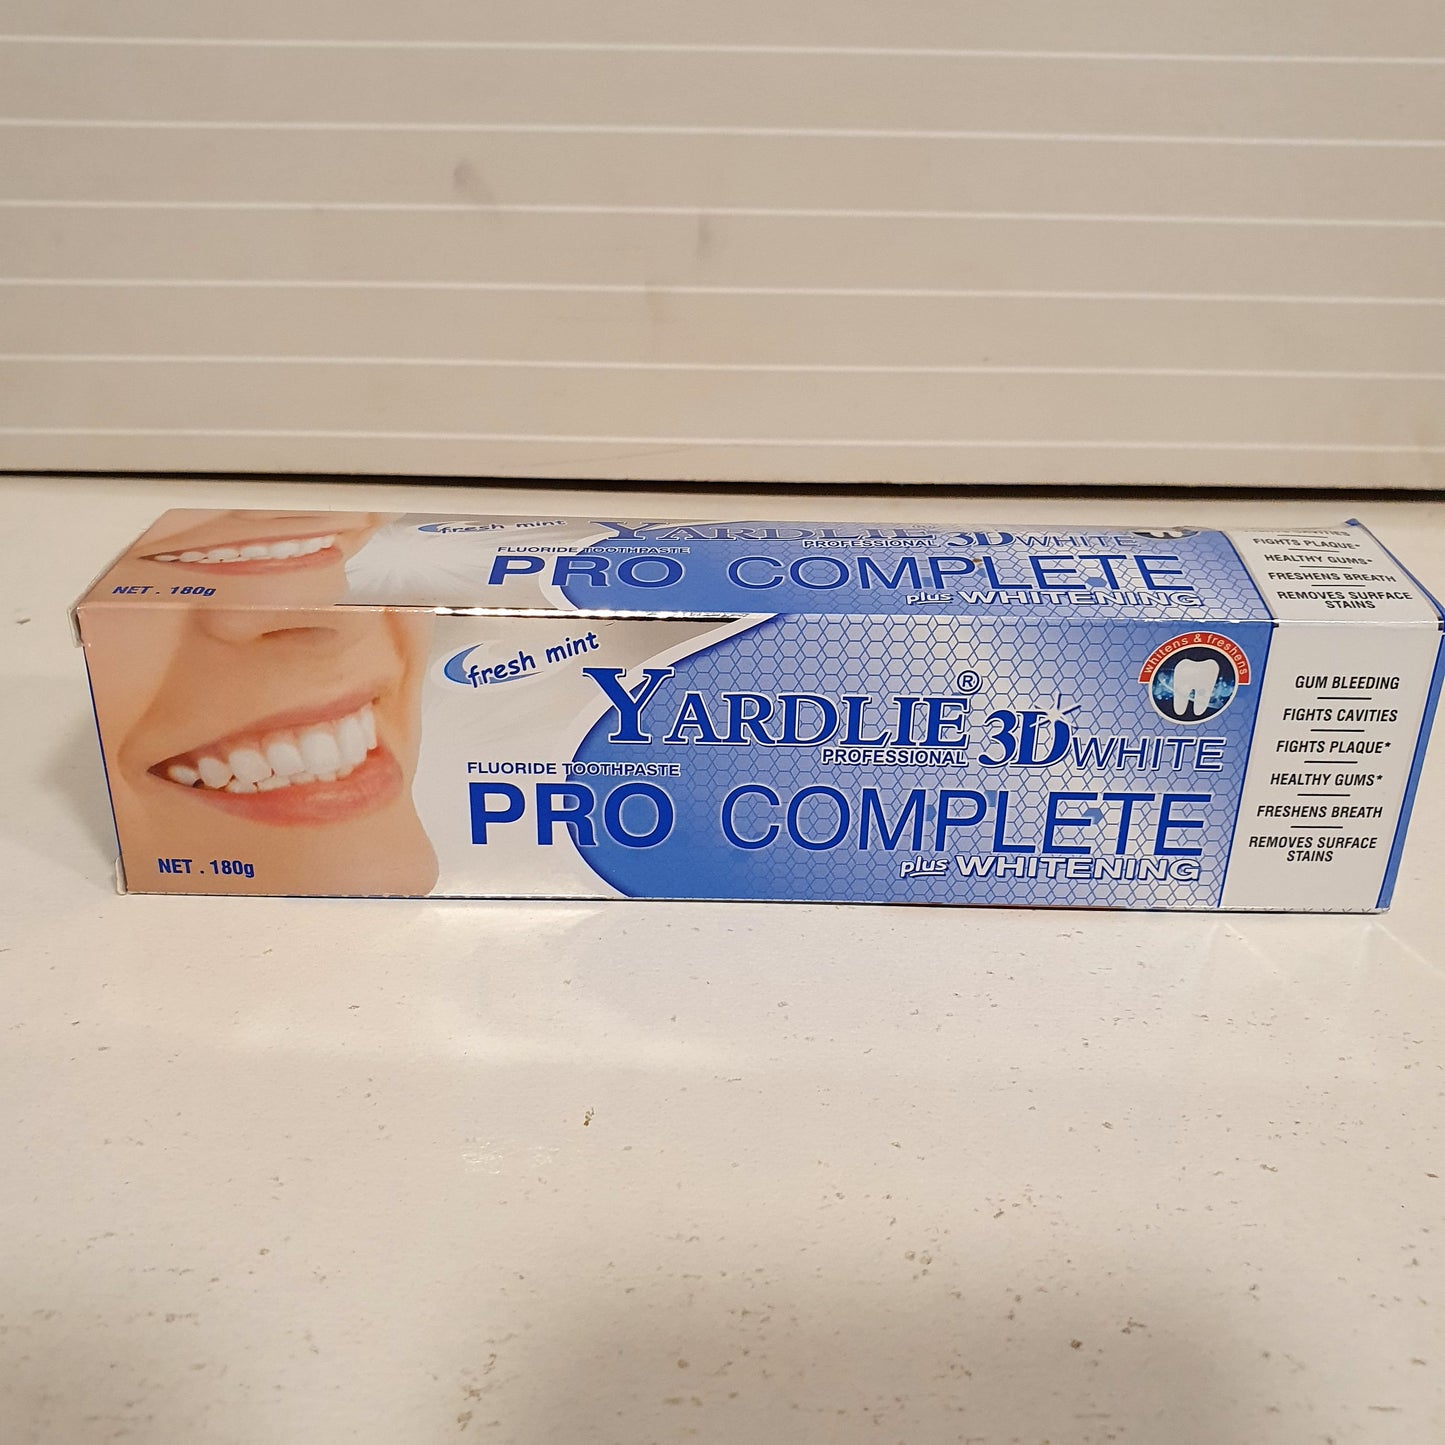 fresh mint
YARDLIE 3D WHITE
PROFESSIONAL
FLUORIDE TOOTHPASTE
PRO COMPLETE
plus WHITENING
NET . 180g
FIGHTS PLAQUE*
HEALTHY GUMS*
FRESHENS BREATH
REMOVES SURFACE
STAINS
fresh mint
YARDLIE® 3D WHITE
PROFESSIONAL
FLUORIDE TOOTHPASTE
PRO COMPLETE
plus WHITENING
NET . 180g
whitens & freshens
GUM BLEEDING
FIGHTS CAVITIES
FIGHTS PLAQUE*
HEALTHY GUMS*
FRESHENS BREATH
REMOVES SURFACE
STAINS